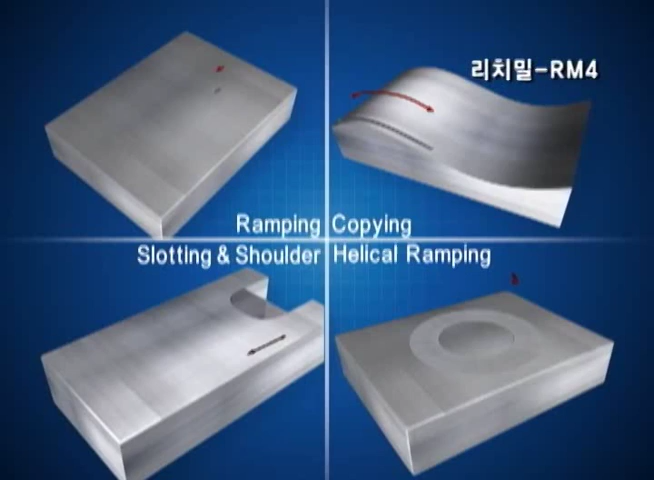 리치밀-RM4
Ramping
Copying
Slotting & Shoulder
Helical Ramping